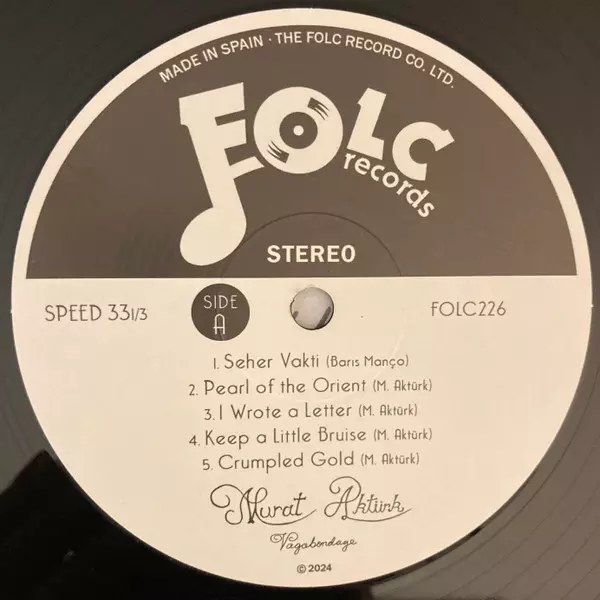 MADE IN SPAIN · THE FOLC RECORD CO. LTD.
FOLC
records
STEREO
SPEED 33 1/3
SIDE
A
FOLC226
1. Seher Vakti (Barıs Manço)
2. Pearl of the Orient (M. Aktürk)
3. I Wrote a Letter (M. Aktürk)
4. Keep a Little Bruise (M. Aktürk)
5. Crumpled Gold (M. Aktürk)
Murat Aktürk
Vagabondage
© 2024